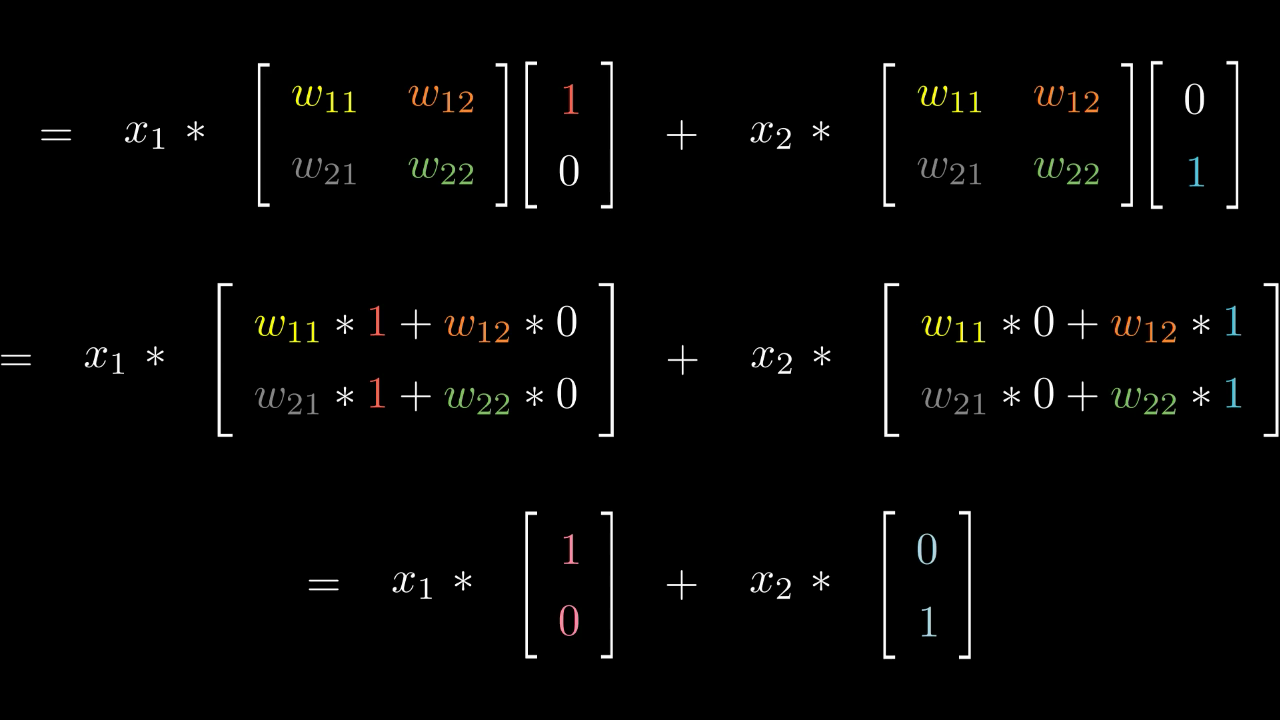 = x₁ * [ w₁₁ w₁₂ ; w₂₁ w₂₂ ] [ 1 ; 0 ] + x₂ * [ w₁₁ w₁₂ ; w₂₁ w₂₂ ] [ 0 ; 1 ]
= x₁ * [ w₁₁ * 1 + w₁₂ * 0 ; w₂₁ * 1 + w₂₂ * 0 ] + x₂ * [ w₁₁ * 0 + w₁₂ * 1 ; w₂₁ * 0 + w₂₂ * 1 ]
= x₁ * [ 1 ; 0 ] + x₂ * [ 0 ; 1 ]